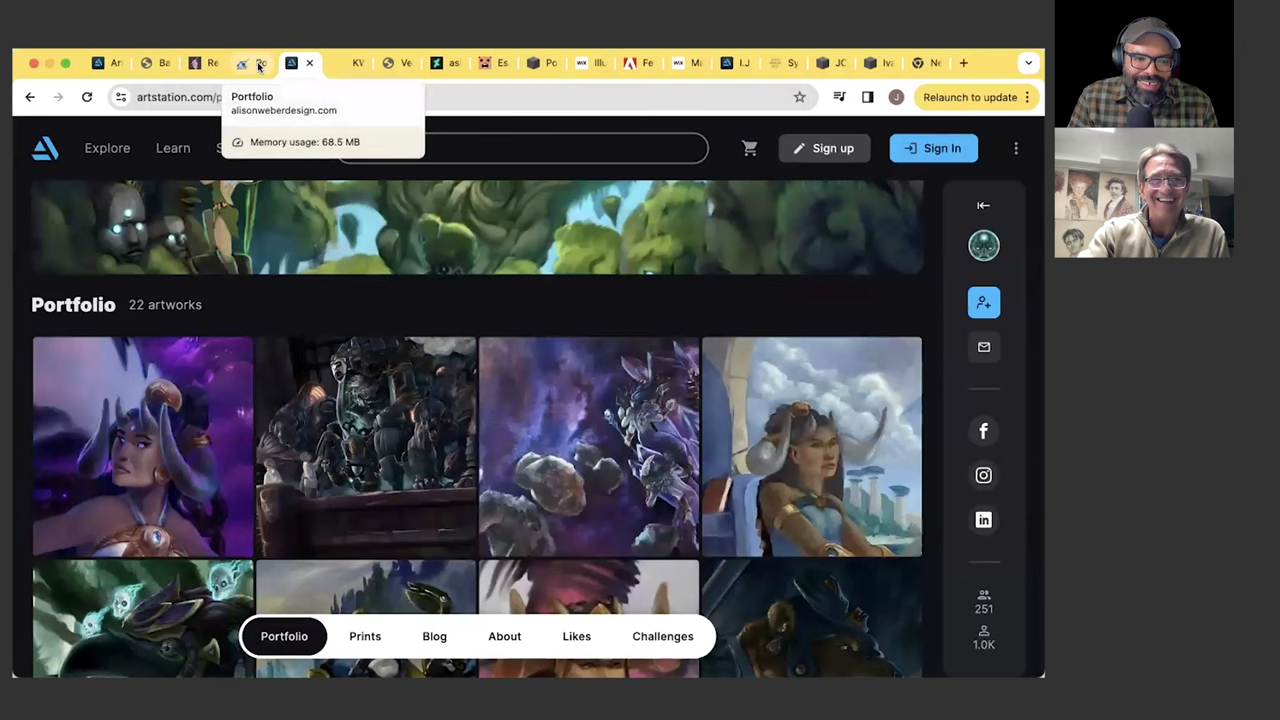 Ar
Ba
Re
Po
KV
Ve
as
Es
Po
Illu
Fe
Ma
I.J
Sy
JC
Iva
Ne
artstation.com/p
Relaunch to update
Portfolio
alisonweberdesign.com
Memory usage: 68.5 MB
Explore
Learn
S
Sign up
Sign In
Portfolio
22 artworks
Portfolio
Prints
Blog
About
Likes
Challenges
251
1.0K